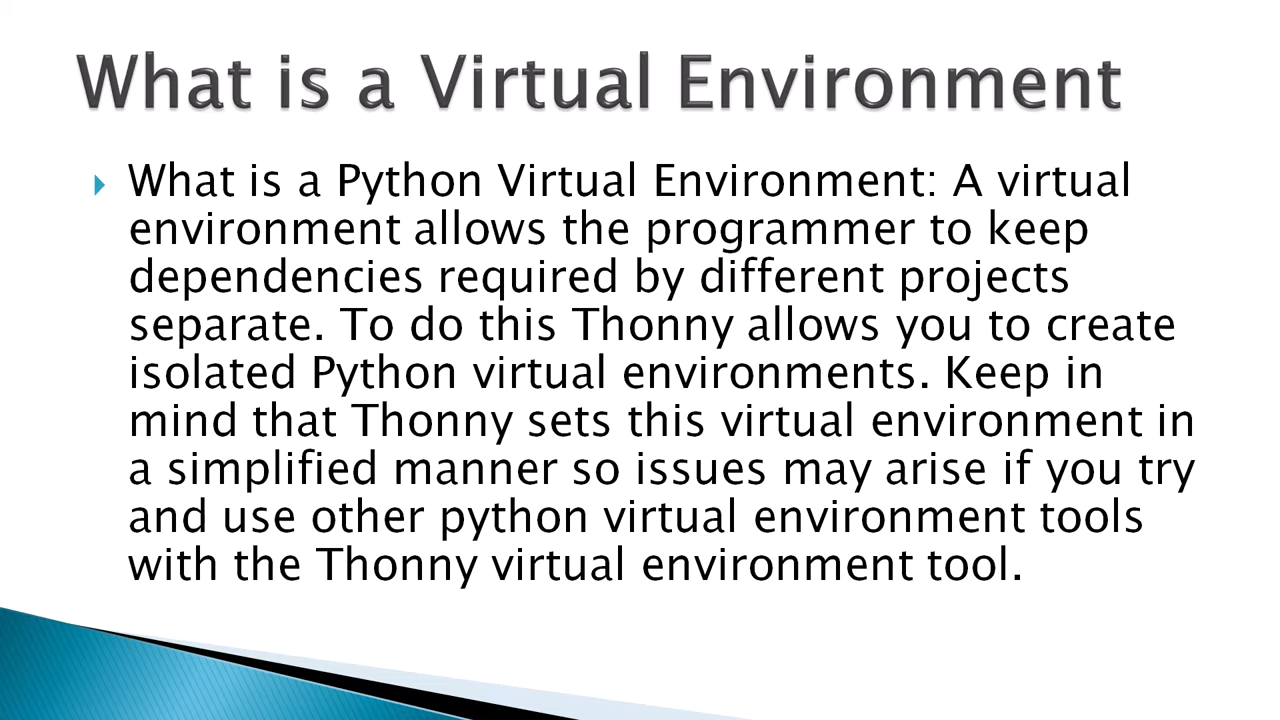 What is a Virtual Environment
What is a Python Virtual Environment: A virtual
environment allows the programmer to keep
dependencies required by different projects
separate. To do this Thonny allows you to create
isolated Python virtual environments. Keep in
mind that Thonny sets this virtual environment in
a simplified manner so issues may arise if you try
and use other python virtual environment tools
with the Thonny virtual environment tool.